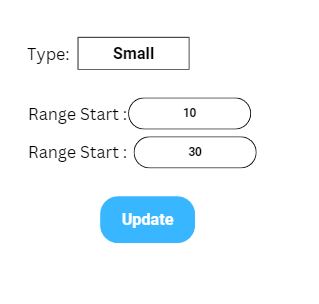 Type: Small
Range Start : 10
Range Start : 30
Update